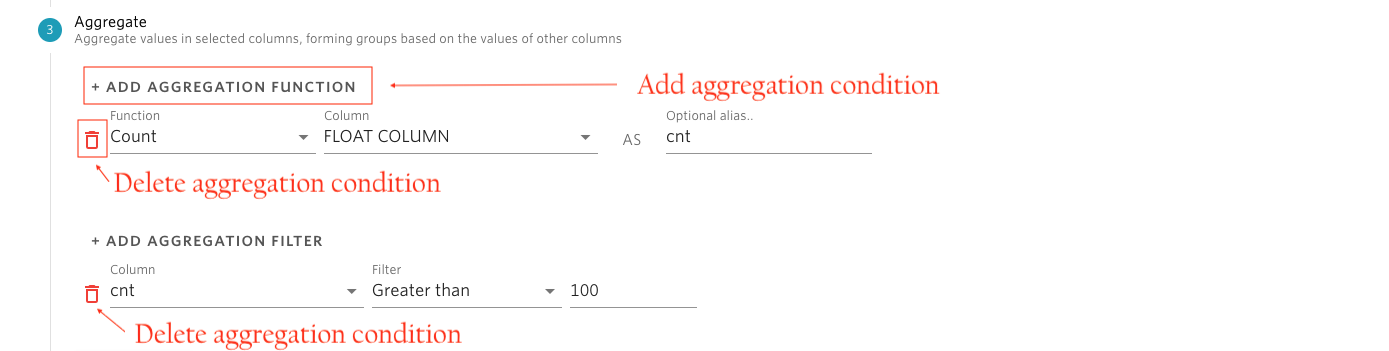 3 Aggregate
Aggregate values in selected columns, forming groups based on the values of other columns
+ ADD AGGREGATION FUNCTION Add aggregation condition
Function Column Optional alias..
Count FLOAT COLUMN AS cnt
Delete aggregation condition
+ ADD AGGREGATION FILTER
Column Filter
cnt Greater than 100
Delete aggregation condition